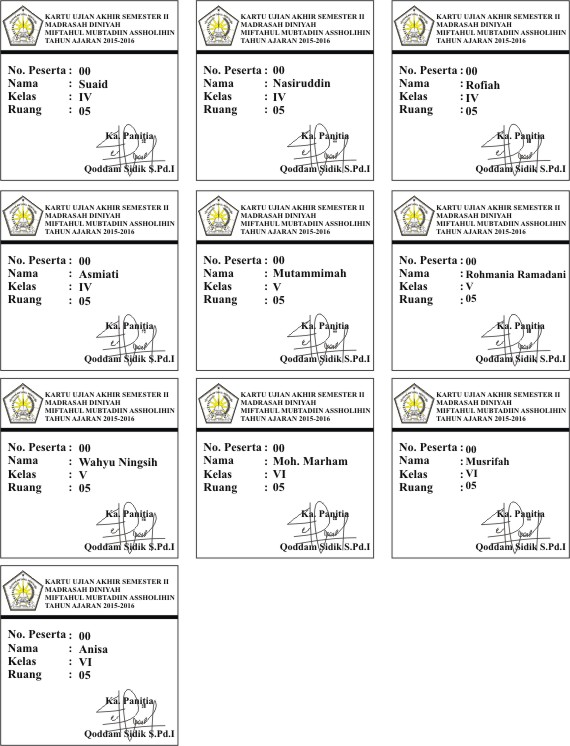 KARTU UJIAN AKHIR SEMESTER II
MADRASAH DINIYAH
MIFTAHUL MUBTADIIN ASSHOLIHIN
TAHUN AJARAN 2015-2016
No. Peserta : 00
Nama : Suaid
Kelas : IV
Ruang : 05
Ka. Panitia
Qoddam Sidik S.Pd.I
KARTU UJIAN AKHIR SEMESTER II
MADRASAH DINIYAH
MIFTAHUL MUBTADIIN ASSHOLIHIN
TAHUN AJARAN 2015-2016
No. Peserta : 00
Nama : Nasiruddin
Kelas : IV
Ruang : 05
Ka. Panitia
Qoddam Sidik S.Pd.I
KARTU UJIAN AKHIR SEMESTER II
MADRASAH DINIYAH
MIFTAHUL MUBTADIIN ASSHOLIHIN
TAHUN AJARAN 2015-2016
No. Peserta : 00
Nama : Rofiah
Kelas : IV
Ruang : 05
Ka. Panitia
Qoddam Sidik S.Pd.I
KARTU UJIAN AKHIR SEMESTER II
MADRASAH DINIYAH
MIFTAHUL MUBTADIIN ASSHOLIHIN
TAHUN AJARAN 2015-2016
No. Peserta : 00
Nama : Asmiati
Kelas : IV
Ruang : 05
Ka. Panitia
Qoddam Sidik S.Pd.I
KARTU UJIAN AKHIR SEMESTER II
MADRASAH DINIYAH
MIFTAHUL MUBTADIIN ASSHOLIHIN
TAHUN AJARAN 2015-2016
No. Peserta : 00
Nama : Mutammimah
Kelas : V
Ruang : 05
Ka. Panitia
Qoddam Sidik S.Pd.I
KARTU UJIAN AKHIR SEMESTER II
MADRASAH DINIYAH
MIFTAHUL MUBTADIIN ASSHOLIHIN
TAHUN AJARAN 2015-2016
No. Peserta : 00
Nama : Rohmania Ramadani
Kelas : V
Ruang : 05
Ka. Panitia
Qoddam Sidik S.Pd.I
KARTU UJIAN AKHIR SEMESTER II
MADRASAH DINIYAH
MIFTAHUL MUBTADIIN ASSHOLIHIN
TAHUN AJARAN 2015-2016
No. Peserta : 00
Nama : Wahyu Ningsih
Kelas : V
Ruang : 05
Ka. Panitia
Qoddam Sidik S.Pd.I
KARTU UJIAN AKHIR SEMESTER II
MADRASAH DINIYAH
MIFTAHUL MUBTADIIN ASSHOLIHIN
TAHUN AJARAN 2015-2016
No. Peserta : 00
Nama : Moh. Marham
Kelas : VI
Ruang : 05
Ka. Panitia
Qoddam Sidik S.Pd.I
KARTU UJIAN AKHIR SEMESTER II
MADRASAH DINIYAH
MIFTAHUL MUBTADIIN ASSHOLIHIN
TAHUN AJARAN 2015-2016
No. Peserta : 00
Nama : Musrifah
Kelas : VI
Ruang : 05
Ka. Panitia
Qoddam Sidik S.Pd.I
KARTU UJIAN AKHIR SEMESTER II
MADRASAH DINIYAH
MIFTAHUL MUBTADIIN ASSHOLIHIN
TAHUN AJARAN 2015-2016
No. Peserta : 00
Nama : Anisa
Kelas : VI
Ruang : 05
Ka. Panitia
Qoddam Sidik S.Pd.I